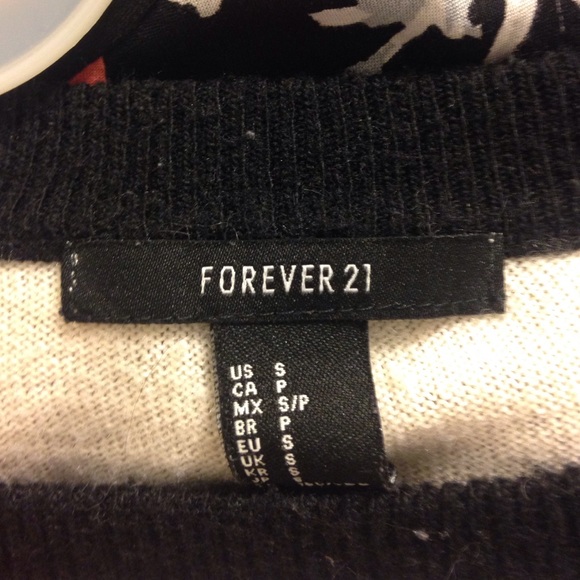 FOREVER 21
US S
CA P
MX S/P
BR P
EU S
UK S